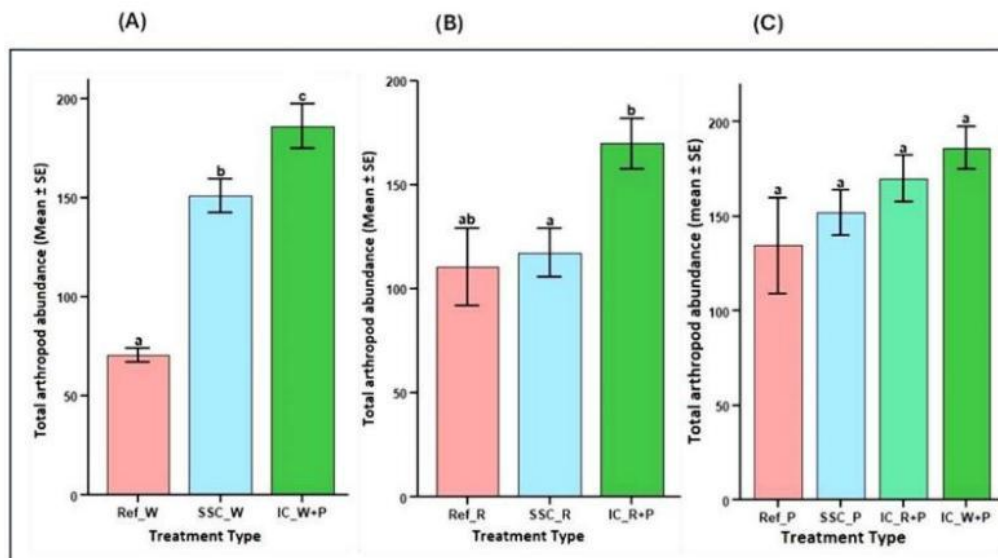 (A)
(B)
(C)
Total arthropod abundance (Mean ± SE)
200
150
100
50
0
a
b
c
Ref_W
SSC_W
IC_W+P
Treatment Type
Total arthropod abundance (Mean ± SE)
200
150
100
50
0
ab
a
b
Ref_R
SSC_R
IC_R+P
Treatment Type
Total arthropod abundance (mean ± SE)
200
150
100
50
0
a
a
a
a
Ref_P
SSC_P
IC_R+P
IC_W+P
Treatment Type